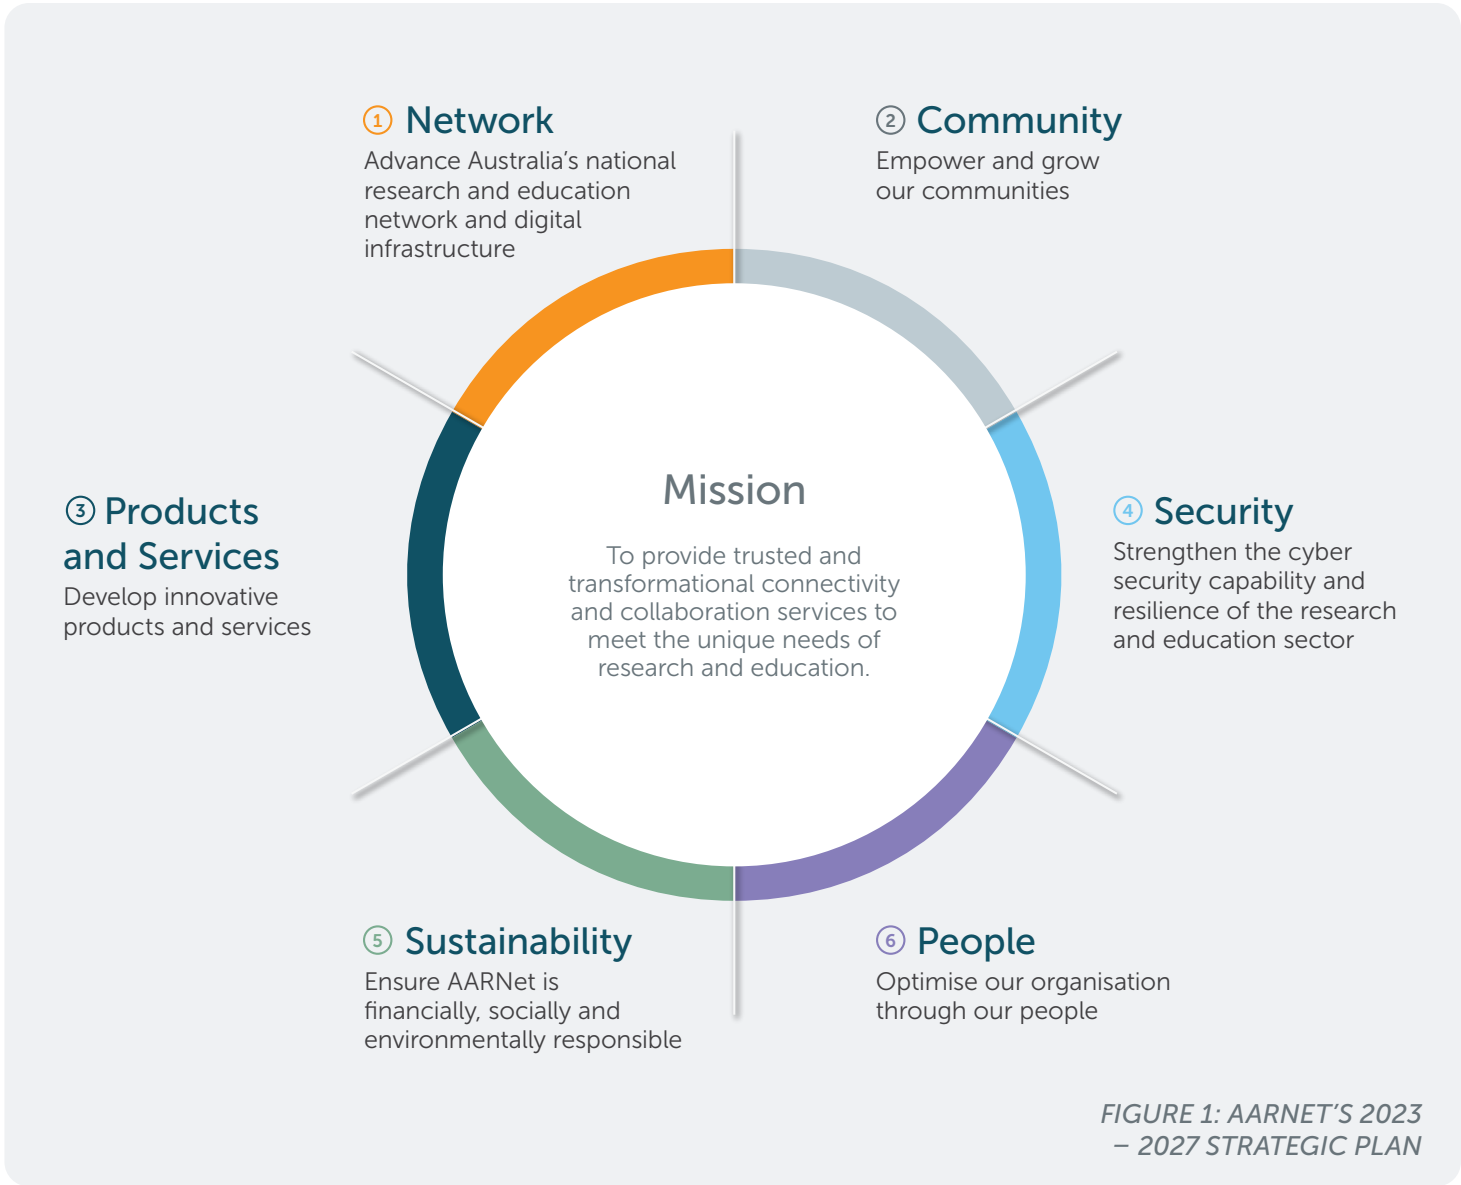 1 Network
Advance Australia’s national
research and education
network and digital
infrastructure
2 Community
Empower and grow
our communities
3 Products
and Services
Develop innovative
products and services
Mission
To provide trusted and
transformational connectivity
and collaboration services to
meet the unique needs of
research and education.
4 Security
Strengthen the cyber
security capability and
resilience of the research
and education sector
5 Sustainability
Ensure AARNet is
financially, socially and
environmentally responsible
6 People
Optimise our organisation
through our people
FIGURE 1: AARNET’S 2023
– 2027 STRATEGIC PLAN